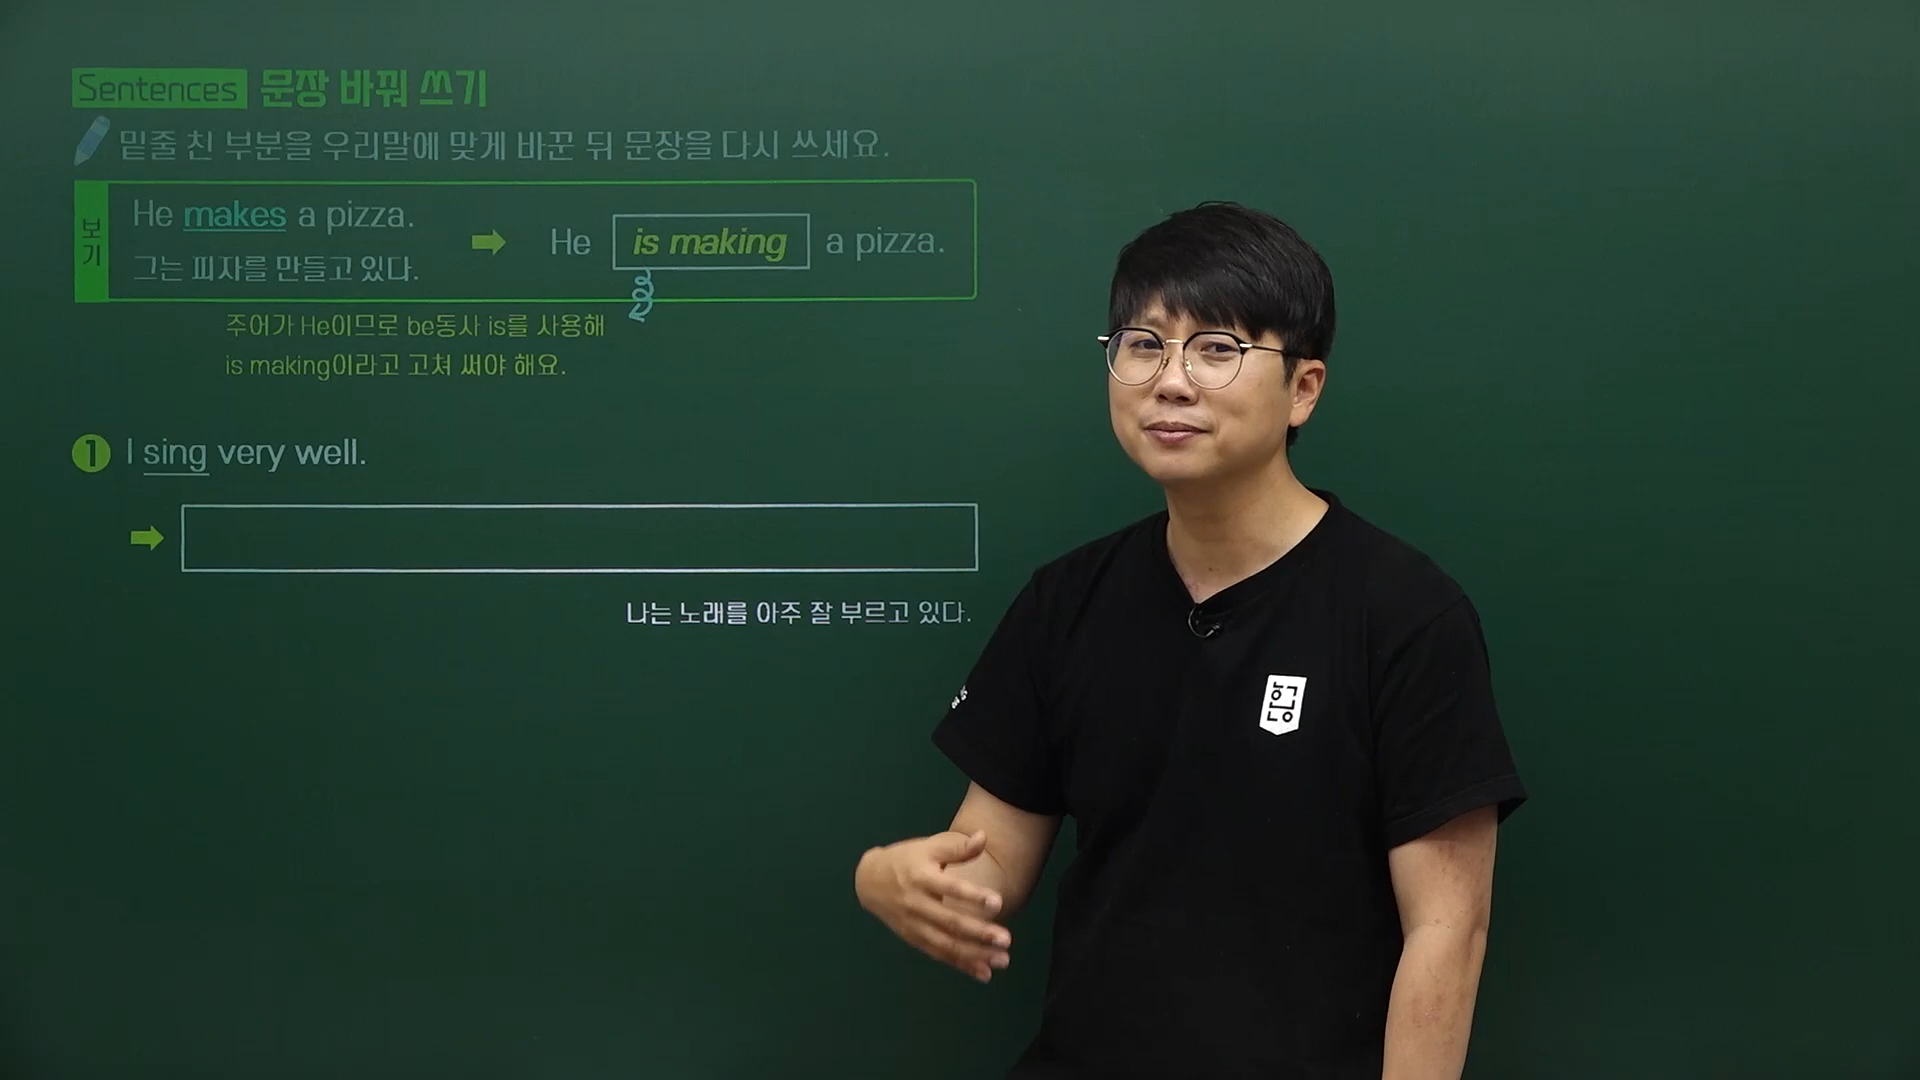 Sentences 문장 바꿔 쓰기
밑줄 친 부분을 우리말에 맞게 바꾼 뒤 문장을 다시 쓰세요.
보기
He makes a pizza.
그는 피자를 만들고 있다.
He is making a pizza.
주어가 He이므로 be동사 is를 사용해
is making이라고 고쳐 써야 해요.
1 I sing very well.
나는 노래를 아주 잘 부르고 있다.